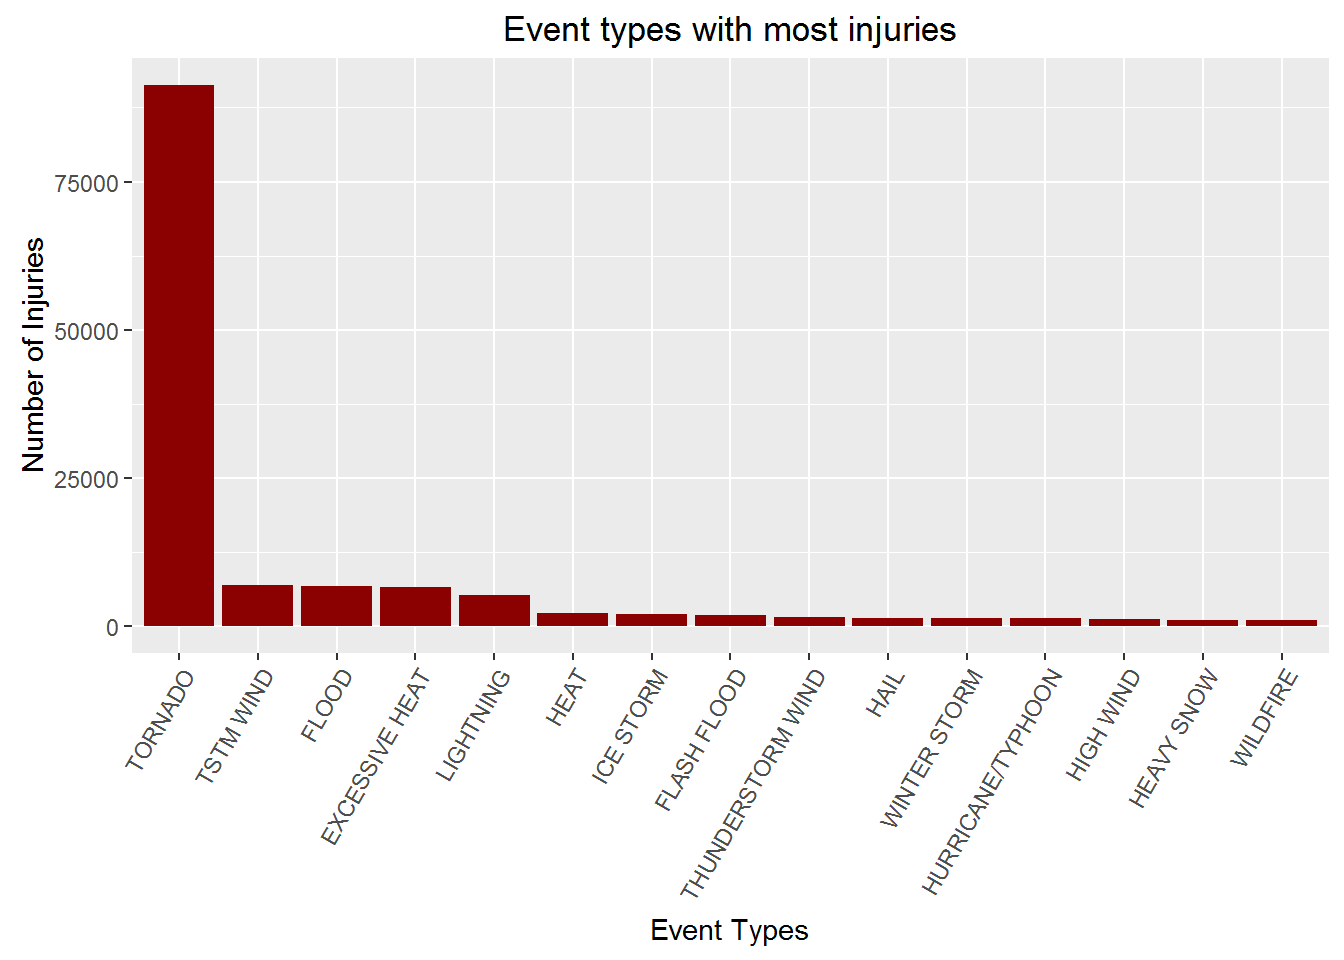 Event types with most injuries
Number of Injuries
75000
50000
25000
0
TORNADO
TSTM WIND
FLOOD
EXCESSIVE HEAT
LIGHTNING
HEAT
ICE STORM
FLASH FLOOD
THUNDERSTORM WIND
HAIL
WINTER STORM
HURRICANE/TYPHOON
HIGH WIND
HEAVY SNOW
WILDFIRE
Event Types